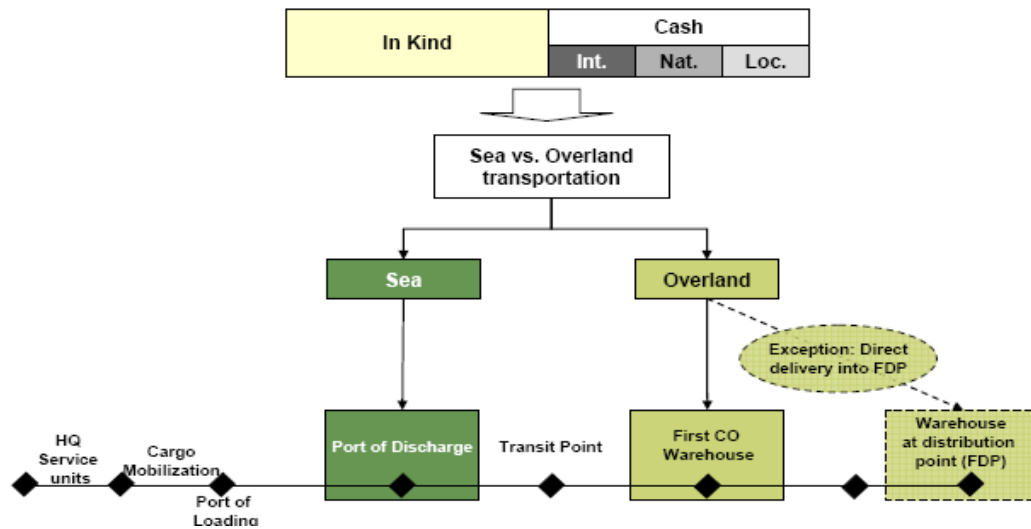 In Kind
Cash
Int.
Nat.
Loc.
Sea vs. Overland
transportation
Sea
Overland
Exception: Direct
delivery into FDP
HQ
Service
units
Cargo
Mobilization
Port of
Loading
Port of Discharge
Transit Point
First CO
Warehouse
Warehouse
at distribution
point (FDP)